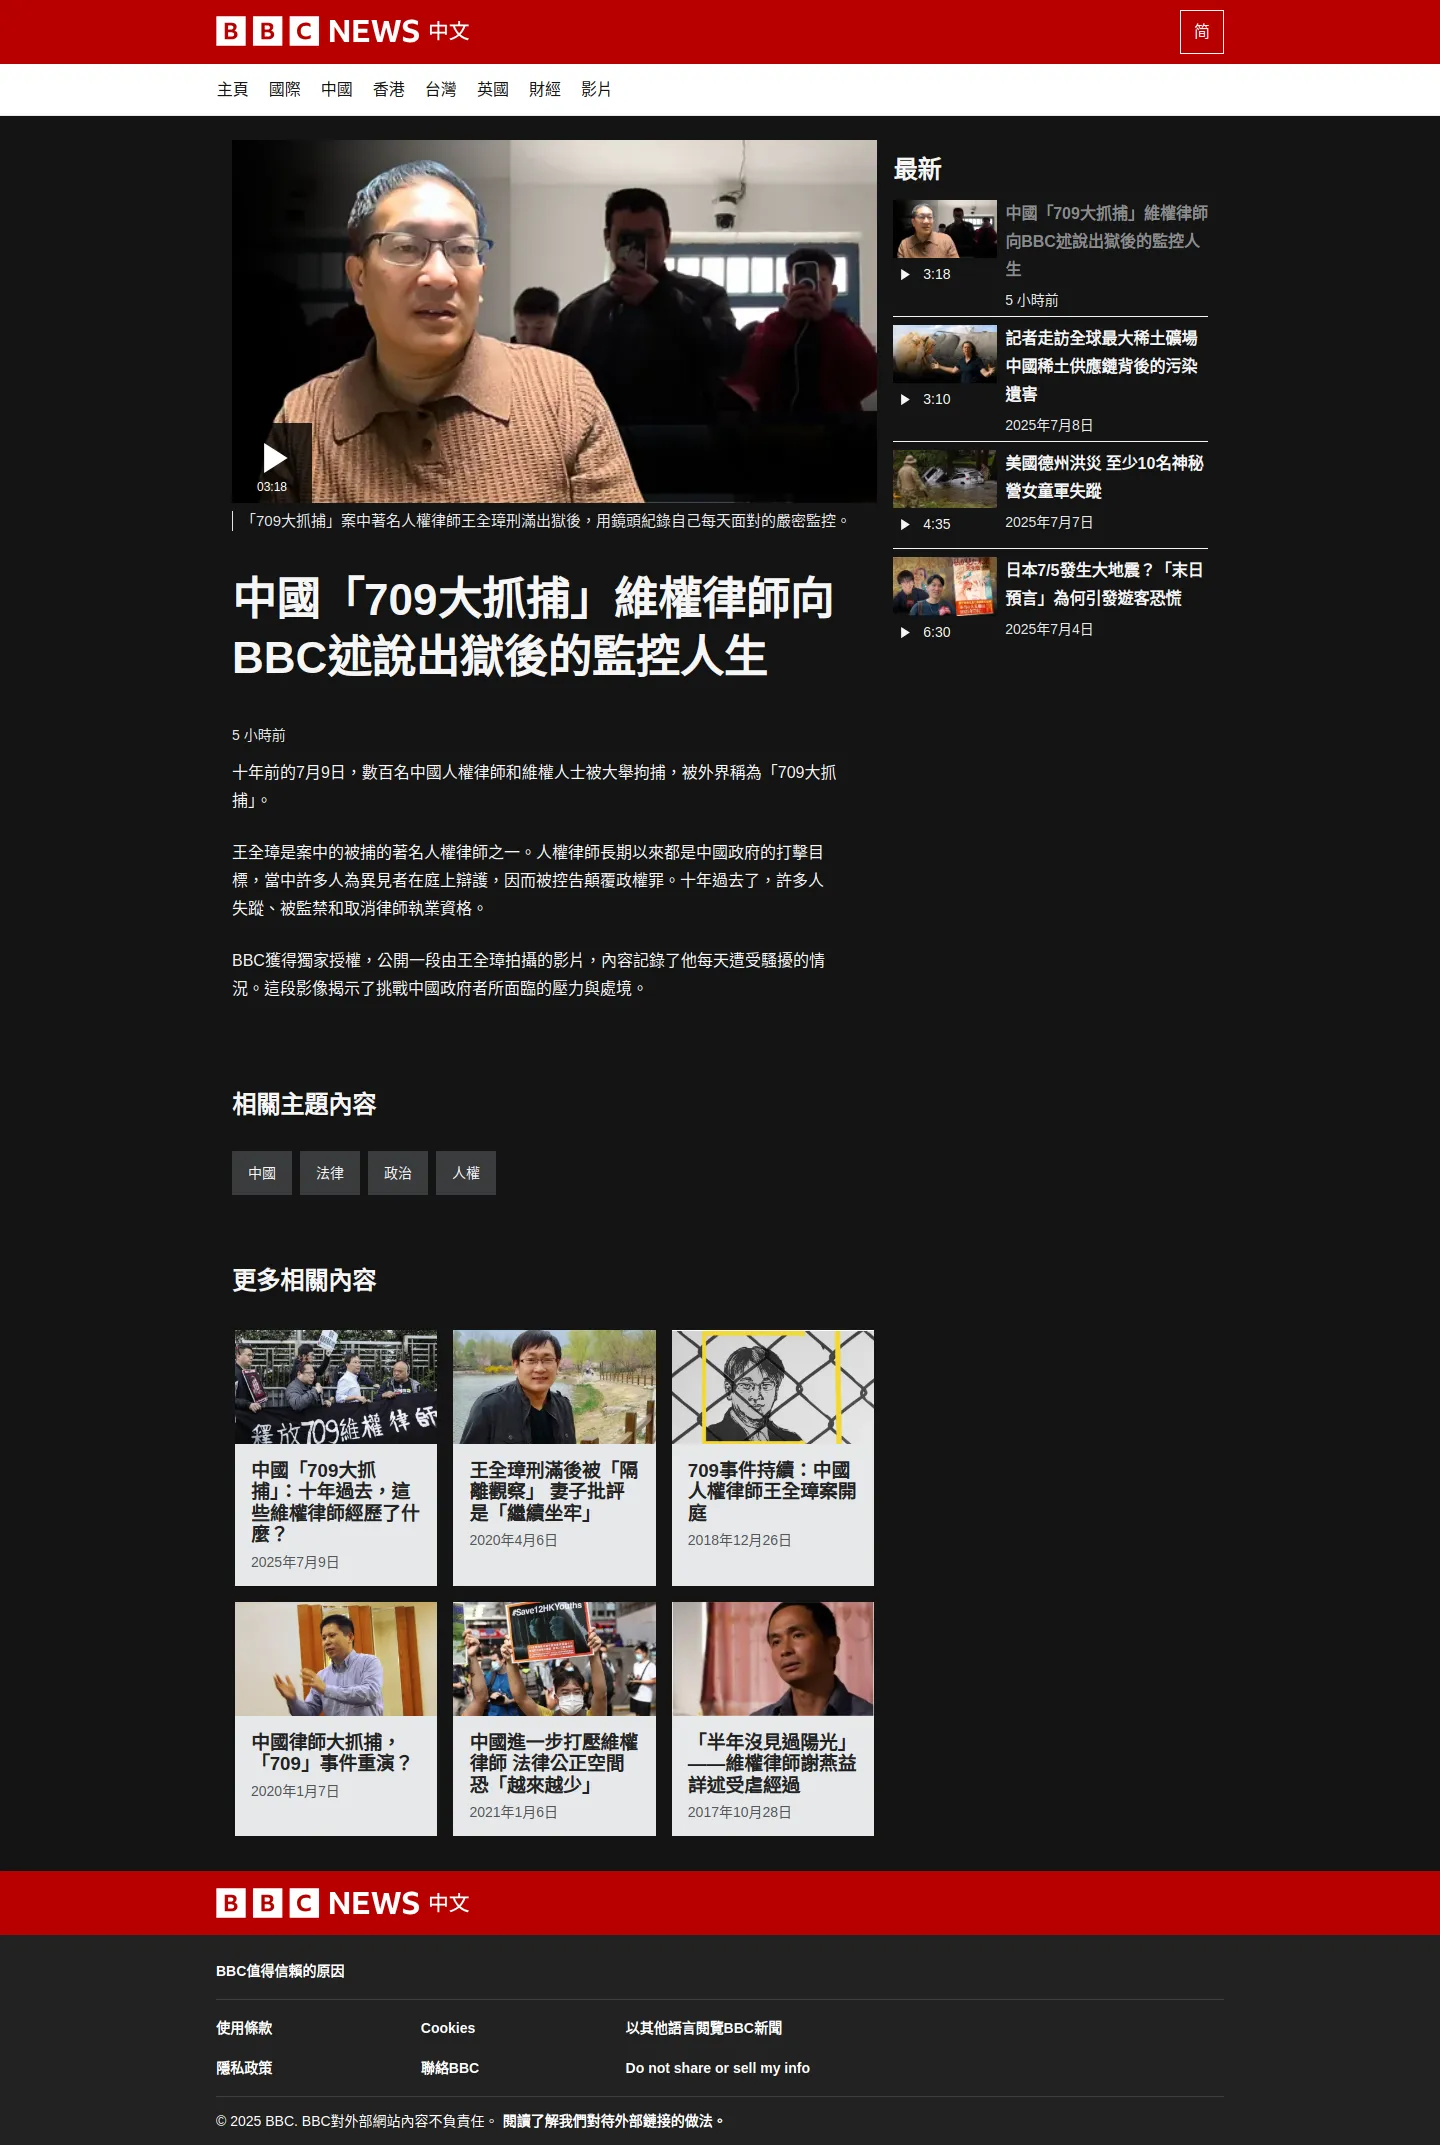 BBC NEWS 中文
简
主頁 國際 中國 香港 台灣 英國 財經 影片
03:18
「709大抓捕」案中著名人權律師王全璋刑滿出獄後，用鏡頭紀錄自己每天面對的嚴密監控。
中國「709大抓捕」維權律師向
BBC述說出獄後的監控人生
5 小時前
十年前的7月9日，數百名中國人權律師和維權人士被大舉拘捕，被外界稱為「709大抓
捕」。
王全璋是案中的被捕的著名人權律師之一。人權律師長期以來都是中國政府的打擊目
標，當中許多人為異見者在庭上辯護，因而被控告顛覆政權罪。十年過去了，許多人
失蹤、被監禁和取消律師執業資格。
BBC獲得獨家授權，公開一段由王全璋拍攝的影片，內容記錄了他每天遭受騷擾的情
況。這段影像揭示了挑戰中國政府者所面臨的壓力與處境。
最新
中國「709大抓捕」維權律師
向BBC述說出獄後的監控人
生
3:18
5 小時前
記者走訪全球最大稀土礦場
中國稀土供應鏈背後的污染
遺害
3:10
2025年7月8日
美國德州洪災 至少10名神秘
營女童軍失蹤
4:35
2025年7月7日
日本7/5發生大地震？「末日
預言」為何引發遊客恐慌
6:30
2025年7月4日
相關主題內容
中國 法律 政治 人權
更多相關內容
釋放709維權律師
中國「709大抓
捕」：十年過去，這
些維權律師經歷了什
麼？
2025年7月9日
王全璋刑滿後被「隔
離觀察」 妻子批評
是「繼續坐牢」
2020年4月6日
709事件持續：中國
人權律師王全璋案開
庭
2018年12月26日
中國律師大抓捕，
「709」事件重演？
2020年1月7日
#Save12HKYouths
中國進一步打壓維權
律師 法律公正空間
恐「越來越少」
2021年1月6日
「半年沒見過陽光」
——維權律師謝燕益
詳述受虐經過
2017年10月28日
BBC NEWS 中文
BBC值得信賴的原因
使用條款 Cookies 以其他語言閱覽BBC新聞
隱私政策 聯絡BBC Do not share or sell my info
© 2025 BBC. BBC對外部網站內容不負責任。 閱讀了解我們對待外部鏈接的做法。